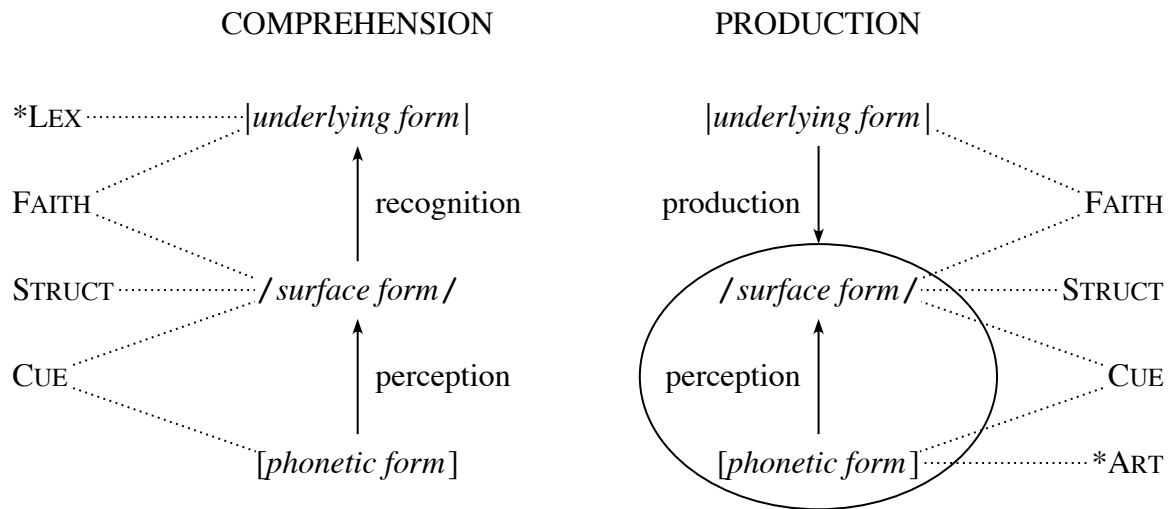 COMPREHENSION PRODUCTION
*LEX |underlying form| |underlying form|
FAITH recognition production FAITH
STRUCT /surface form/ /surface form/ STRUCT
CUE perception perception CUE
[phonetic form] [phonetic form] *ART